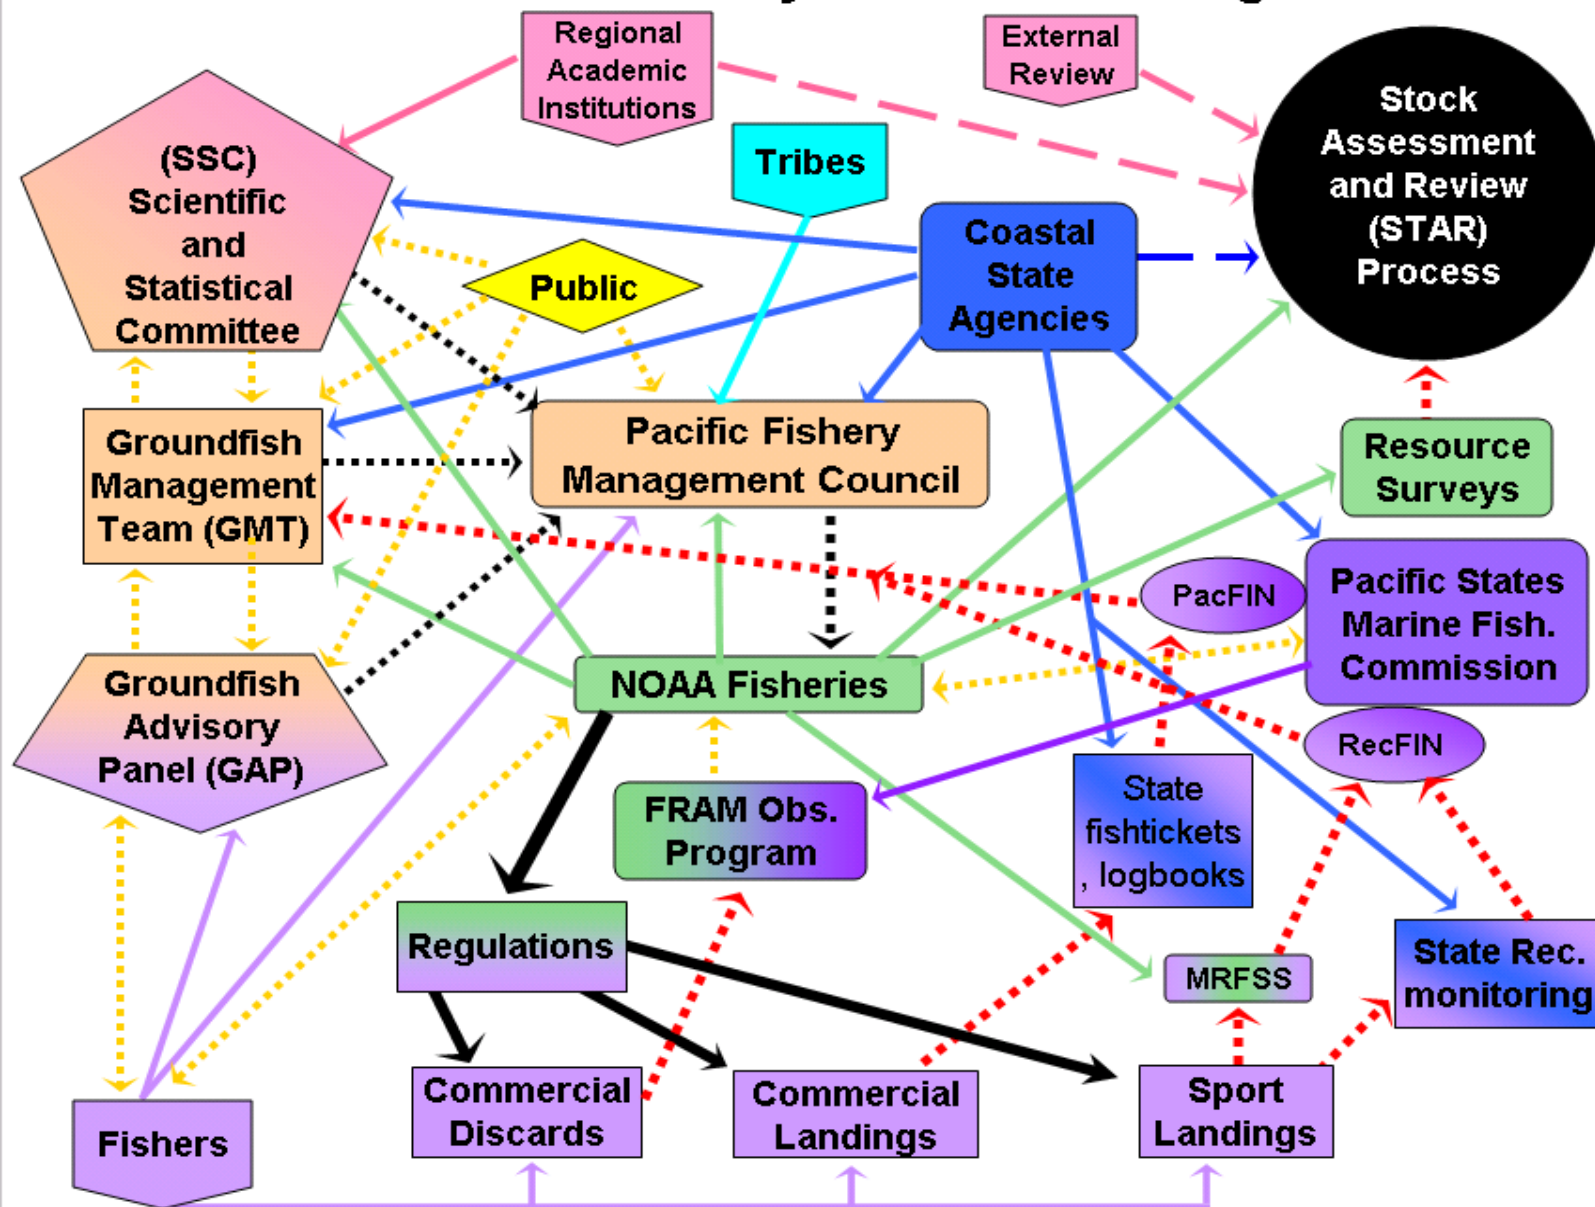 Regional
Academic
Institutions
External
Review
Stock
Assessment
and Review
(STAR)
Process
(SSC)
Scientific
and
Statistical
Committee
Tribes
Public
Coastal
State
Agencies
Groundfish
Management
Team (GMT)
Pacific Fishery
Management Council
Resource
Surveys
PacFIN
Pacific States
Marine Fish.
Commission
Groundfish
Advisory
Panel (GAP)
NOAA Fisheries
RecFIN
FRAM Obs.
Program
State
fishtickets
, logbooks
Regulations
MRFSS
State Rec.
monitoring
Fishers
Commercial
Discards
Commercial
Landings
Sport
Landings